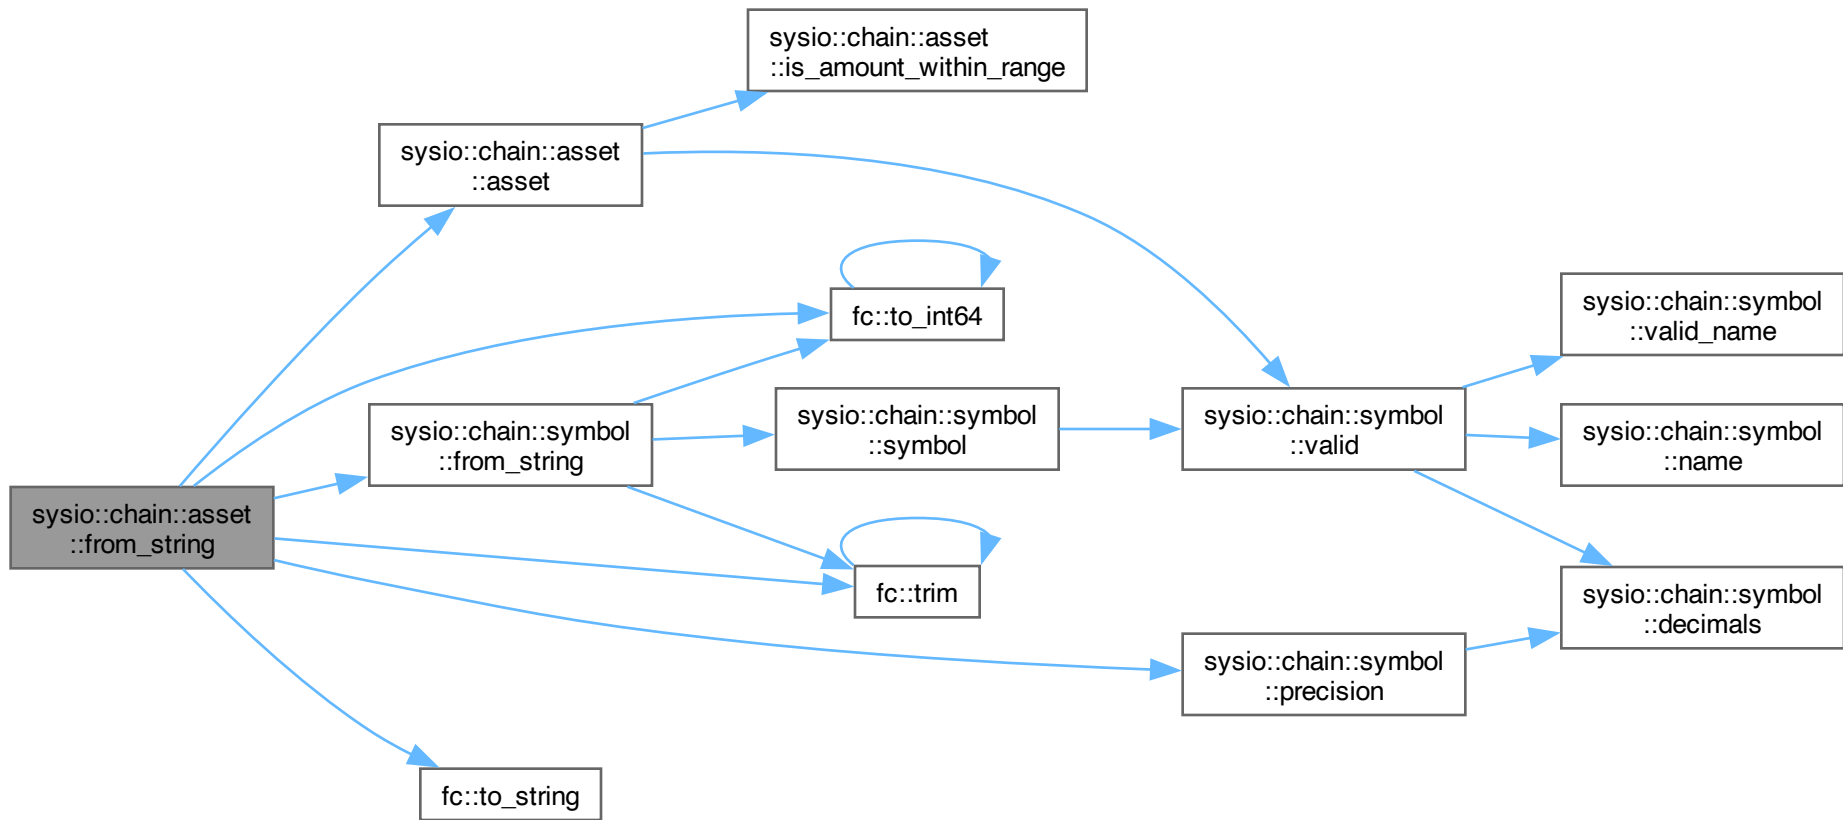 sysio::chain::asset
::is_amount_within_range
sysio::chain::asset
::asset
fc::to_int64
sysio::chain::symbol
::valid_name
sysio::chain::symbol
::from_string
sysio::chain::symbol
::symbol
sysio::chain::symbol
::valid
sysio::chain::symbol
::name
sysio::chain::asset
::from_string
fc::trim
sysio::chain::symbol
::decimals
sysio::chain::symbol
::precision
fc::to_string